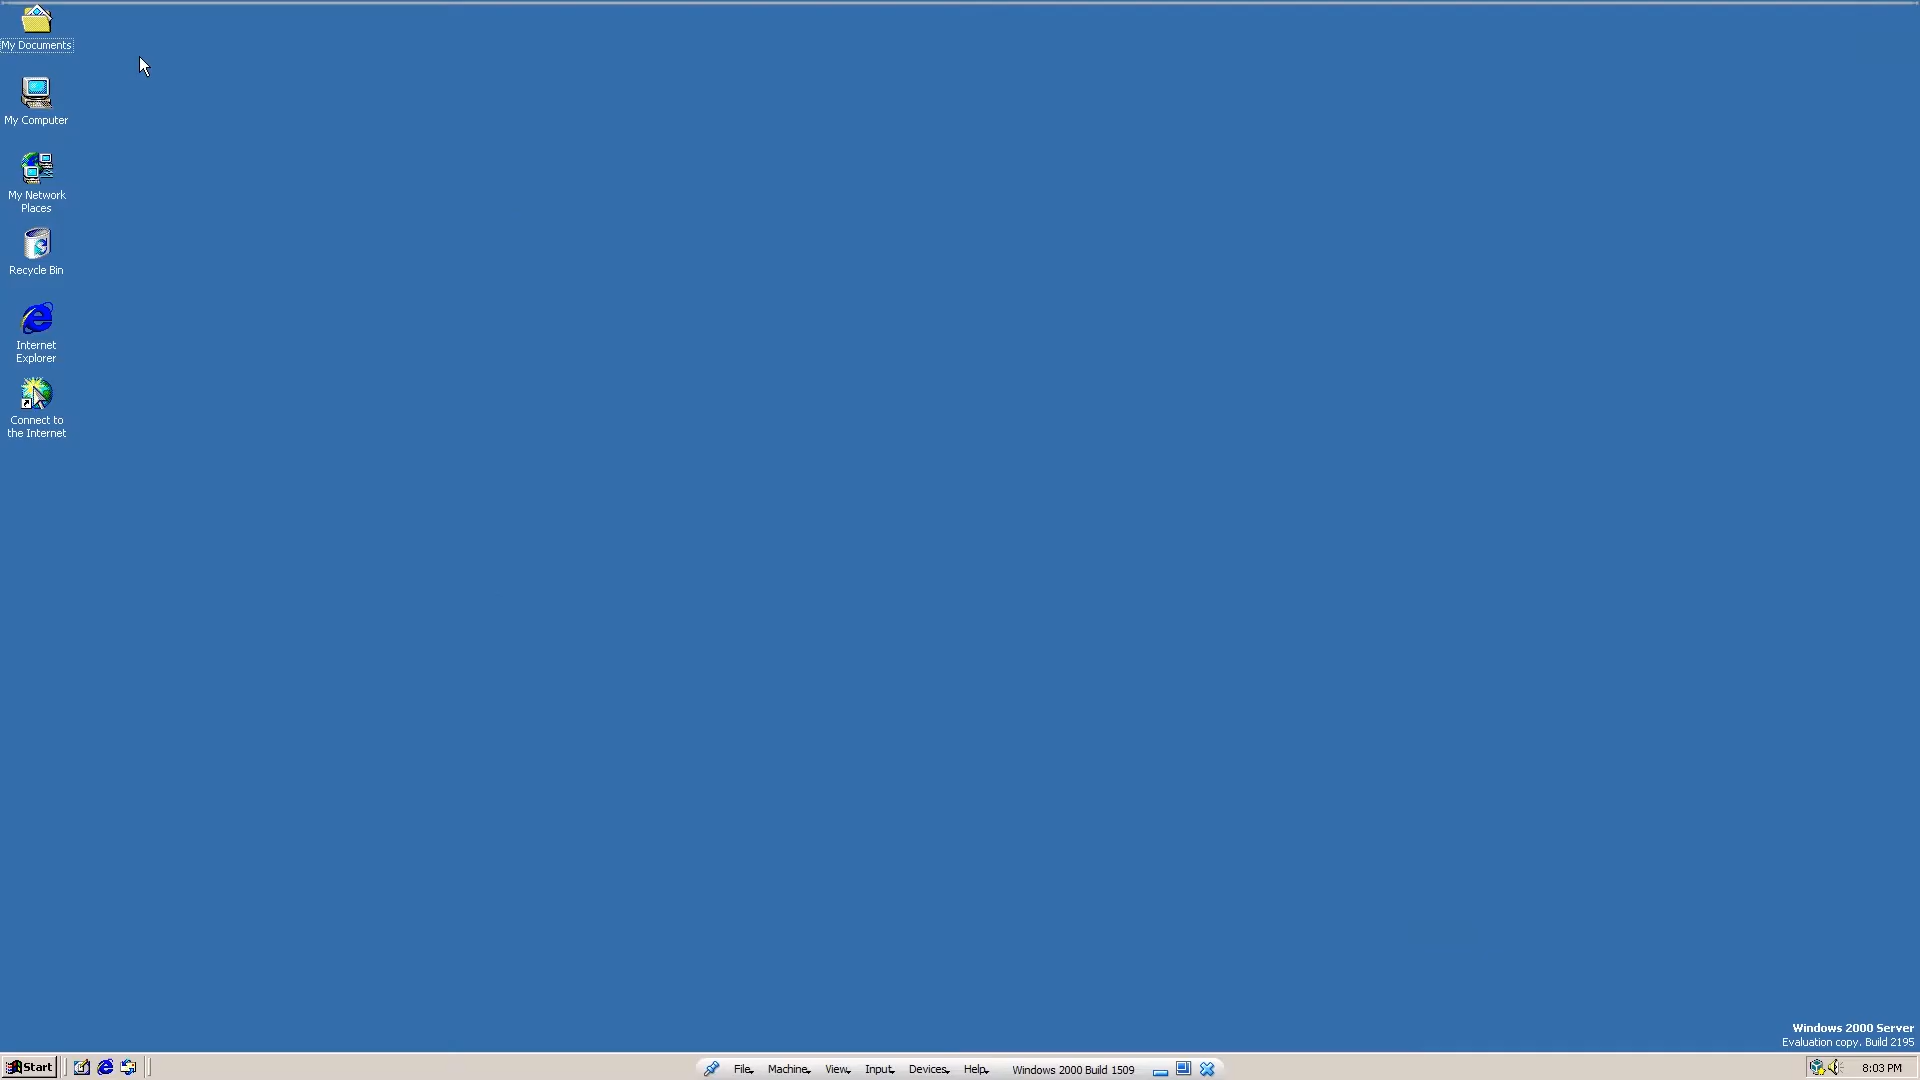 My Documents
My Computer
My Network
Places
Recycle Bin
Internet
Explorer
Connect to
the Internet
Windows 2000 Server
Evaluation copy. Build 2195
Start
File
Machine
View
Input
Devices
Help
Windows 2000 Build 1509
8:03 PM